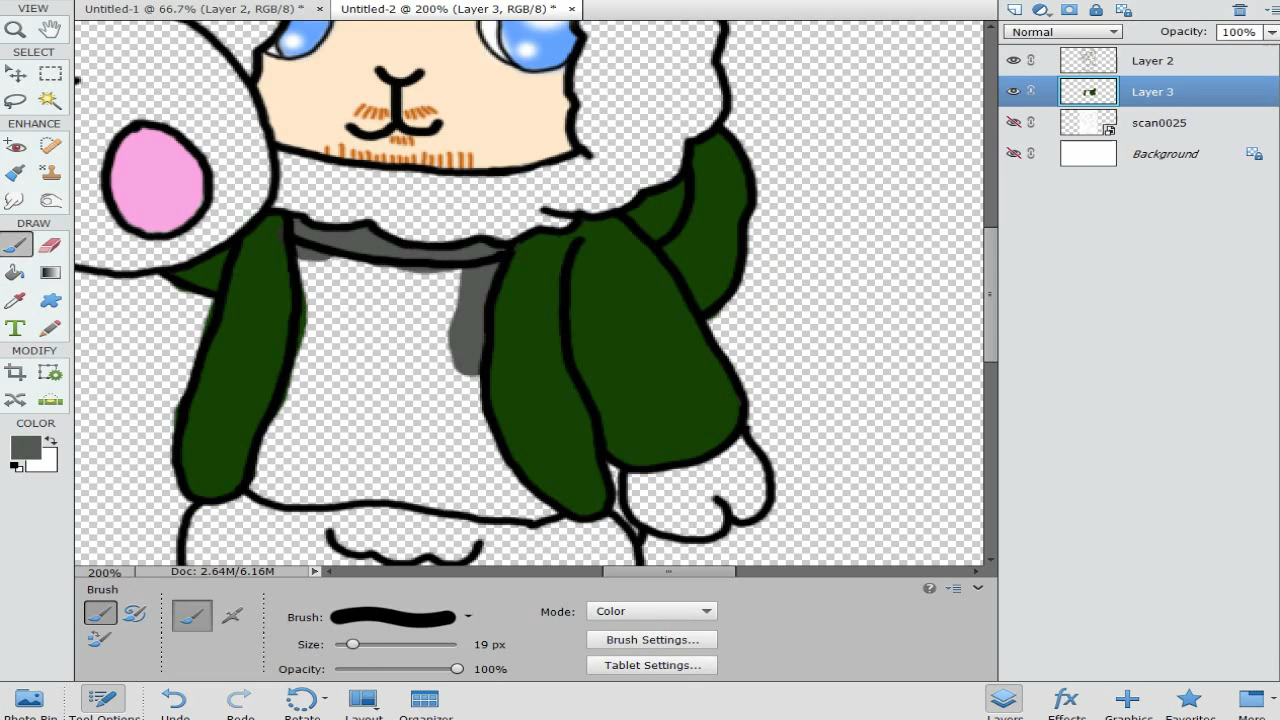 VIEW
Untitled-1 @ 66.7% (Layer 2, RGB/8) * ×
Untitled-2 @ 200% (Layer 3, RGB/8) * ×
SELECT
ENHANCE
DRAW
T
MODIFY
COLOR
Normal
Opacity: 100%
Layer 2
Layer 3
scan0025
Background
200%
Doc: 2.64M/6.16M
Brush
Brush:
Size:
19 px
Opacity:
100%
Mode:
Color
Brush Settings...
Tablet Settings...
fx
Photo Bin
Tool Options
Undo
Redo
Rotate
Layout
Organizer
Layers
Effects
Graphics
Favorites
More